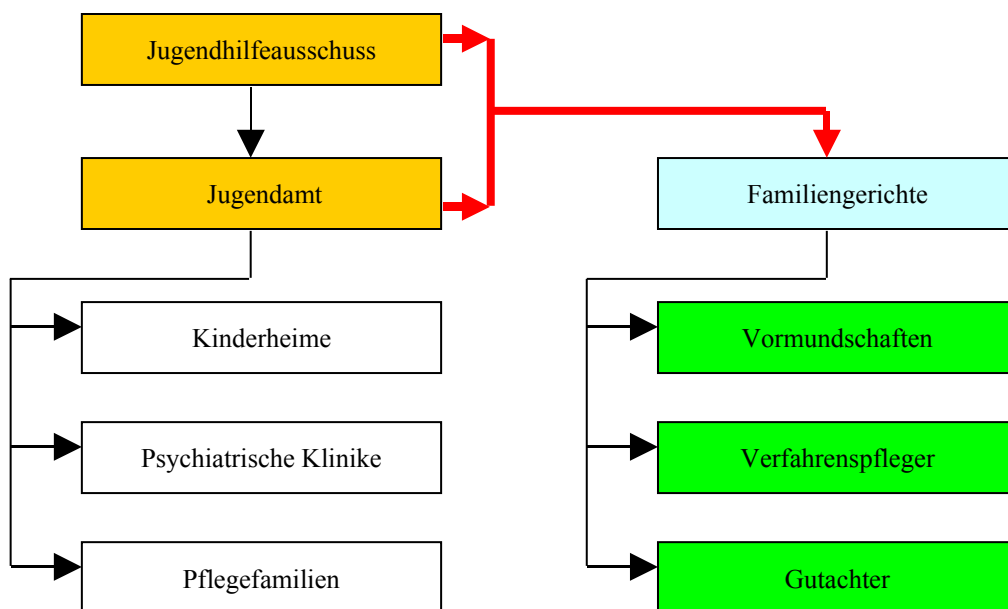 Jugendhilfeausschuss
Jugendamt
Familiengerichte
Kinderheime
Vormundschaften
Psychiatrische Klinike
Verfahrenspfleger
Pflegefamilien
Gutachter